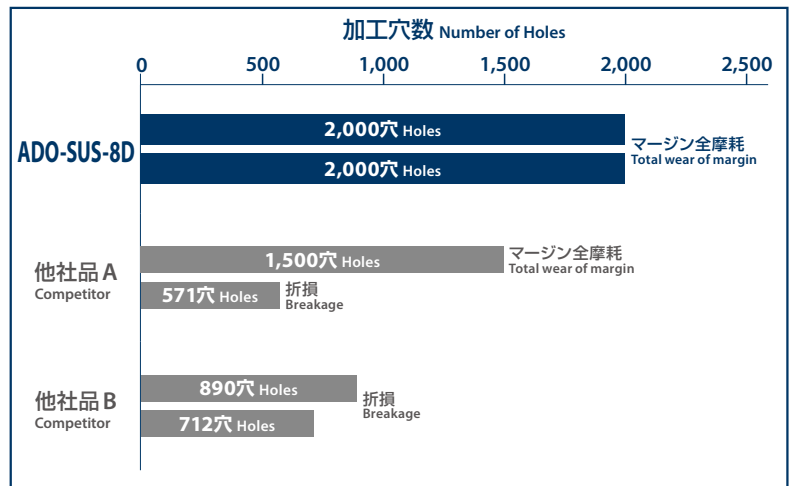 加工穴数 Number of Holes
0 500 1,000 1,500 2,000 2,500
ADO-SUS-8D
2,000穴 Holes
2,000穴 Holes
マージン全摩耗
Total wear of margin
他社品A
Competitor
1,500穴 Holes
マージン全摩耗
Total wear of margin
571穴 Holes
折損
Breakage
他社品B
Competitor
890穴 Holes
712穴 Holes
折損
Breakage